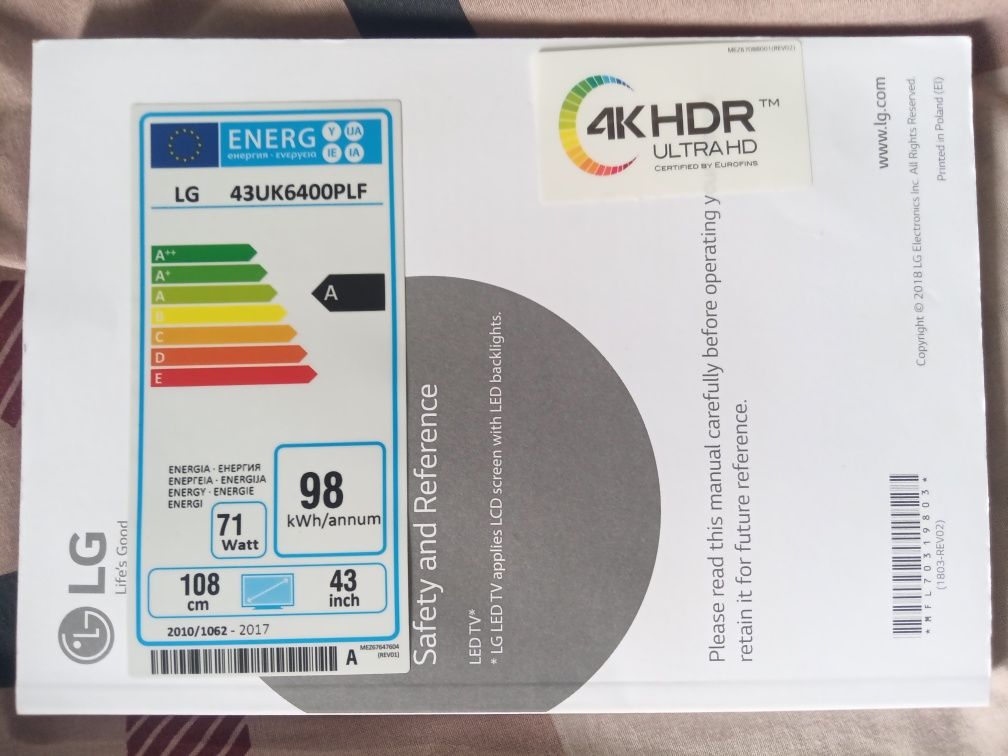 ENERG Y IJA
енергия · ενεργεια IE IA
LG 43UK6400PLF
A++
A+
A
B
C
D
E
A
ENERGIA · ЕНЕРГИЯ
ΕΝΕΡΓΕΙΑ · ENERGIJA
ENERGY · ENERGIE
ENERGI
71
Watt
98
kWh/annum
108
cm
43
inch
2010/1062 - 2017
A
MEZ67647604
(REV01)
MEZ67088001(REV02)
4K HDR™
ULTRA HD
CERTIFIED BY EUROFINS
LG
Life's Good
Safety and Reference
LED TV*
* LG LED TV applies LCD screen with LED backlights.
Please read this manual carefully before operating
retain it for future reference.
www.lg.com
Copyright © 2018 LG Electronics Inc. All Rights Reserved.
Printed in Poland (EI)
*MFL70319803*
(1803-REV02)